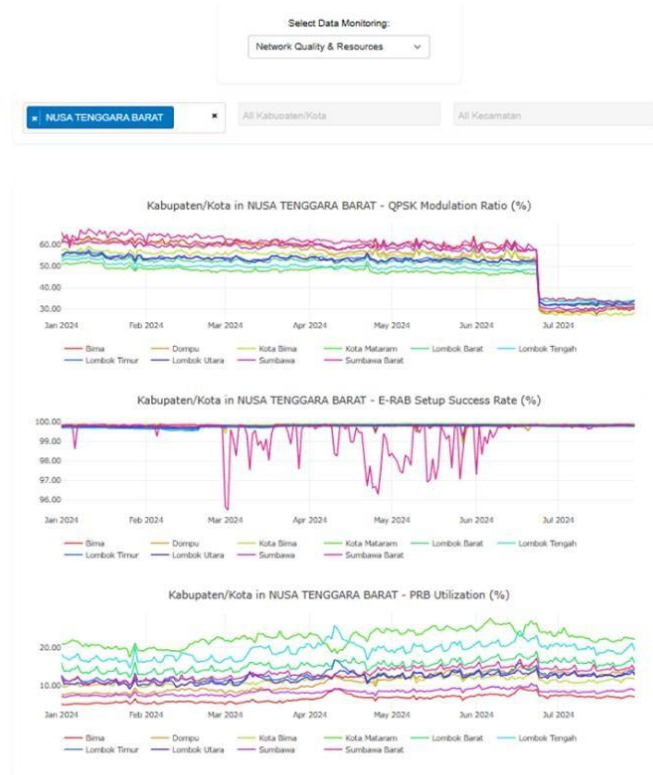 Select Data Monitoring:
Network Quality & Resources
× NUSA TENGGARA BARAT ×
All Kabupaten/Kota
All Kecamatan
Kabupaten/Kota in NUSA TENGGARA BARAT - QPSK Modulation Ratio (%)
60.00
50.00
40.00
30.00
Jan 2024 Feb 2024 Mar 2024 Apr 2024 May 2024 Jun 2024 Jul 2024
Bima Dompu Kota Bima Kota Mataram Lombok Barat Lombok Tengah
Lombok Timur Lombok Utara Sumbawa Sumbawa Barat
Kabupaten/Kota in NUSA TENGGARA BARAT - E-RAB Setup Success Rate (%)
100.00
99.00
98.00
97.00
96.00
Jan 2024 Feb 2024 Mar 2024 Apr 2024 May 2024 Jun 2024 Jul 2024
Bima Dompu Kota Bima Kota Mataram Lombok Barat Lombok Tengah
Lombok Timur Lombok Utara Sumbawa Sumbawa Barat
Kabupaten/Kota in NUSA TENGGARA BARAT - PRB Utilization (%)
20.00
10.00
Jan 2024 Feb 2024 Mar 2024 Apr 2024 May 2024 Jun 2024 Jul 2024
Bima Dompu Kota Bima Kota Mataram Lombok Barat Lombok Tengah
Lombok Timur Lombok Utara Sumbawa Sumbawa Barat